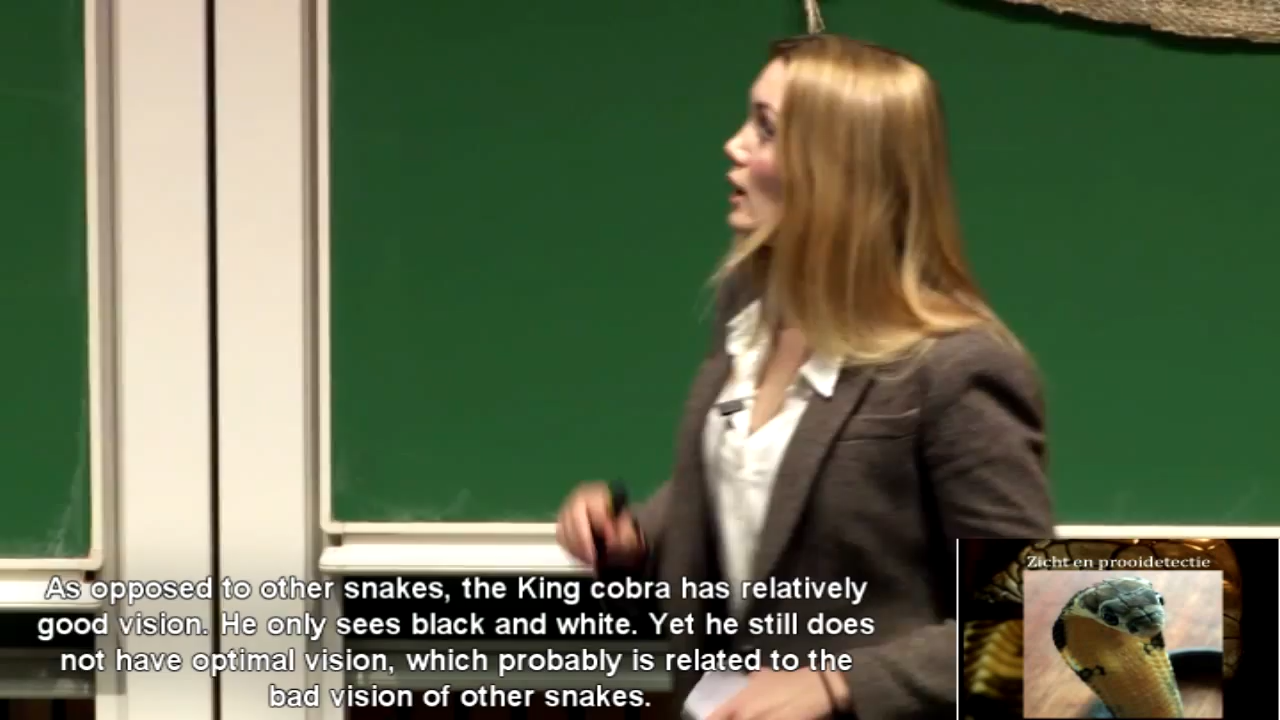 Zicht en prooidetectie
As opposed to other snakes, the King cobra has relatively
good vision. He only sees black and white. Yet he still does
not have optimal vision, which probably is related to the
bad vision of other snakes.